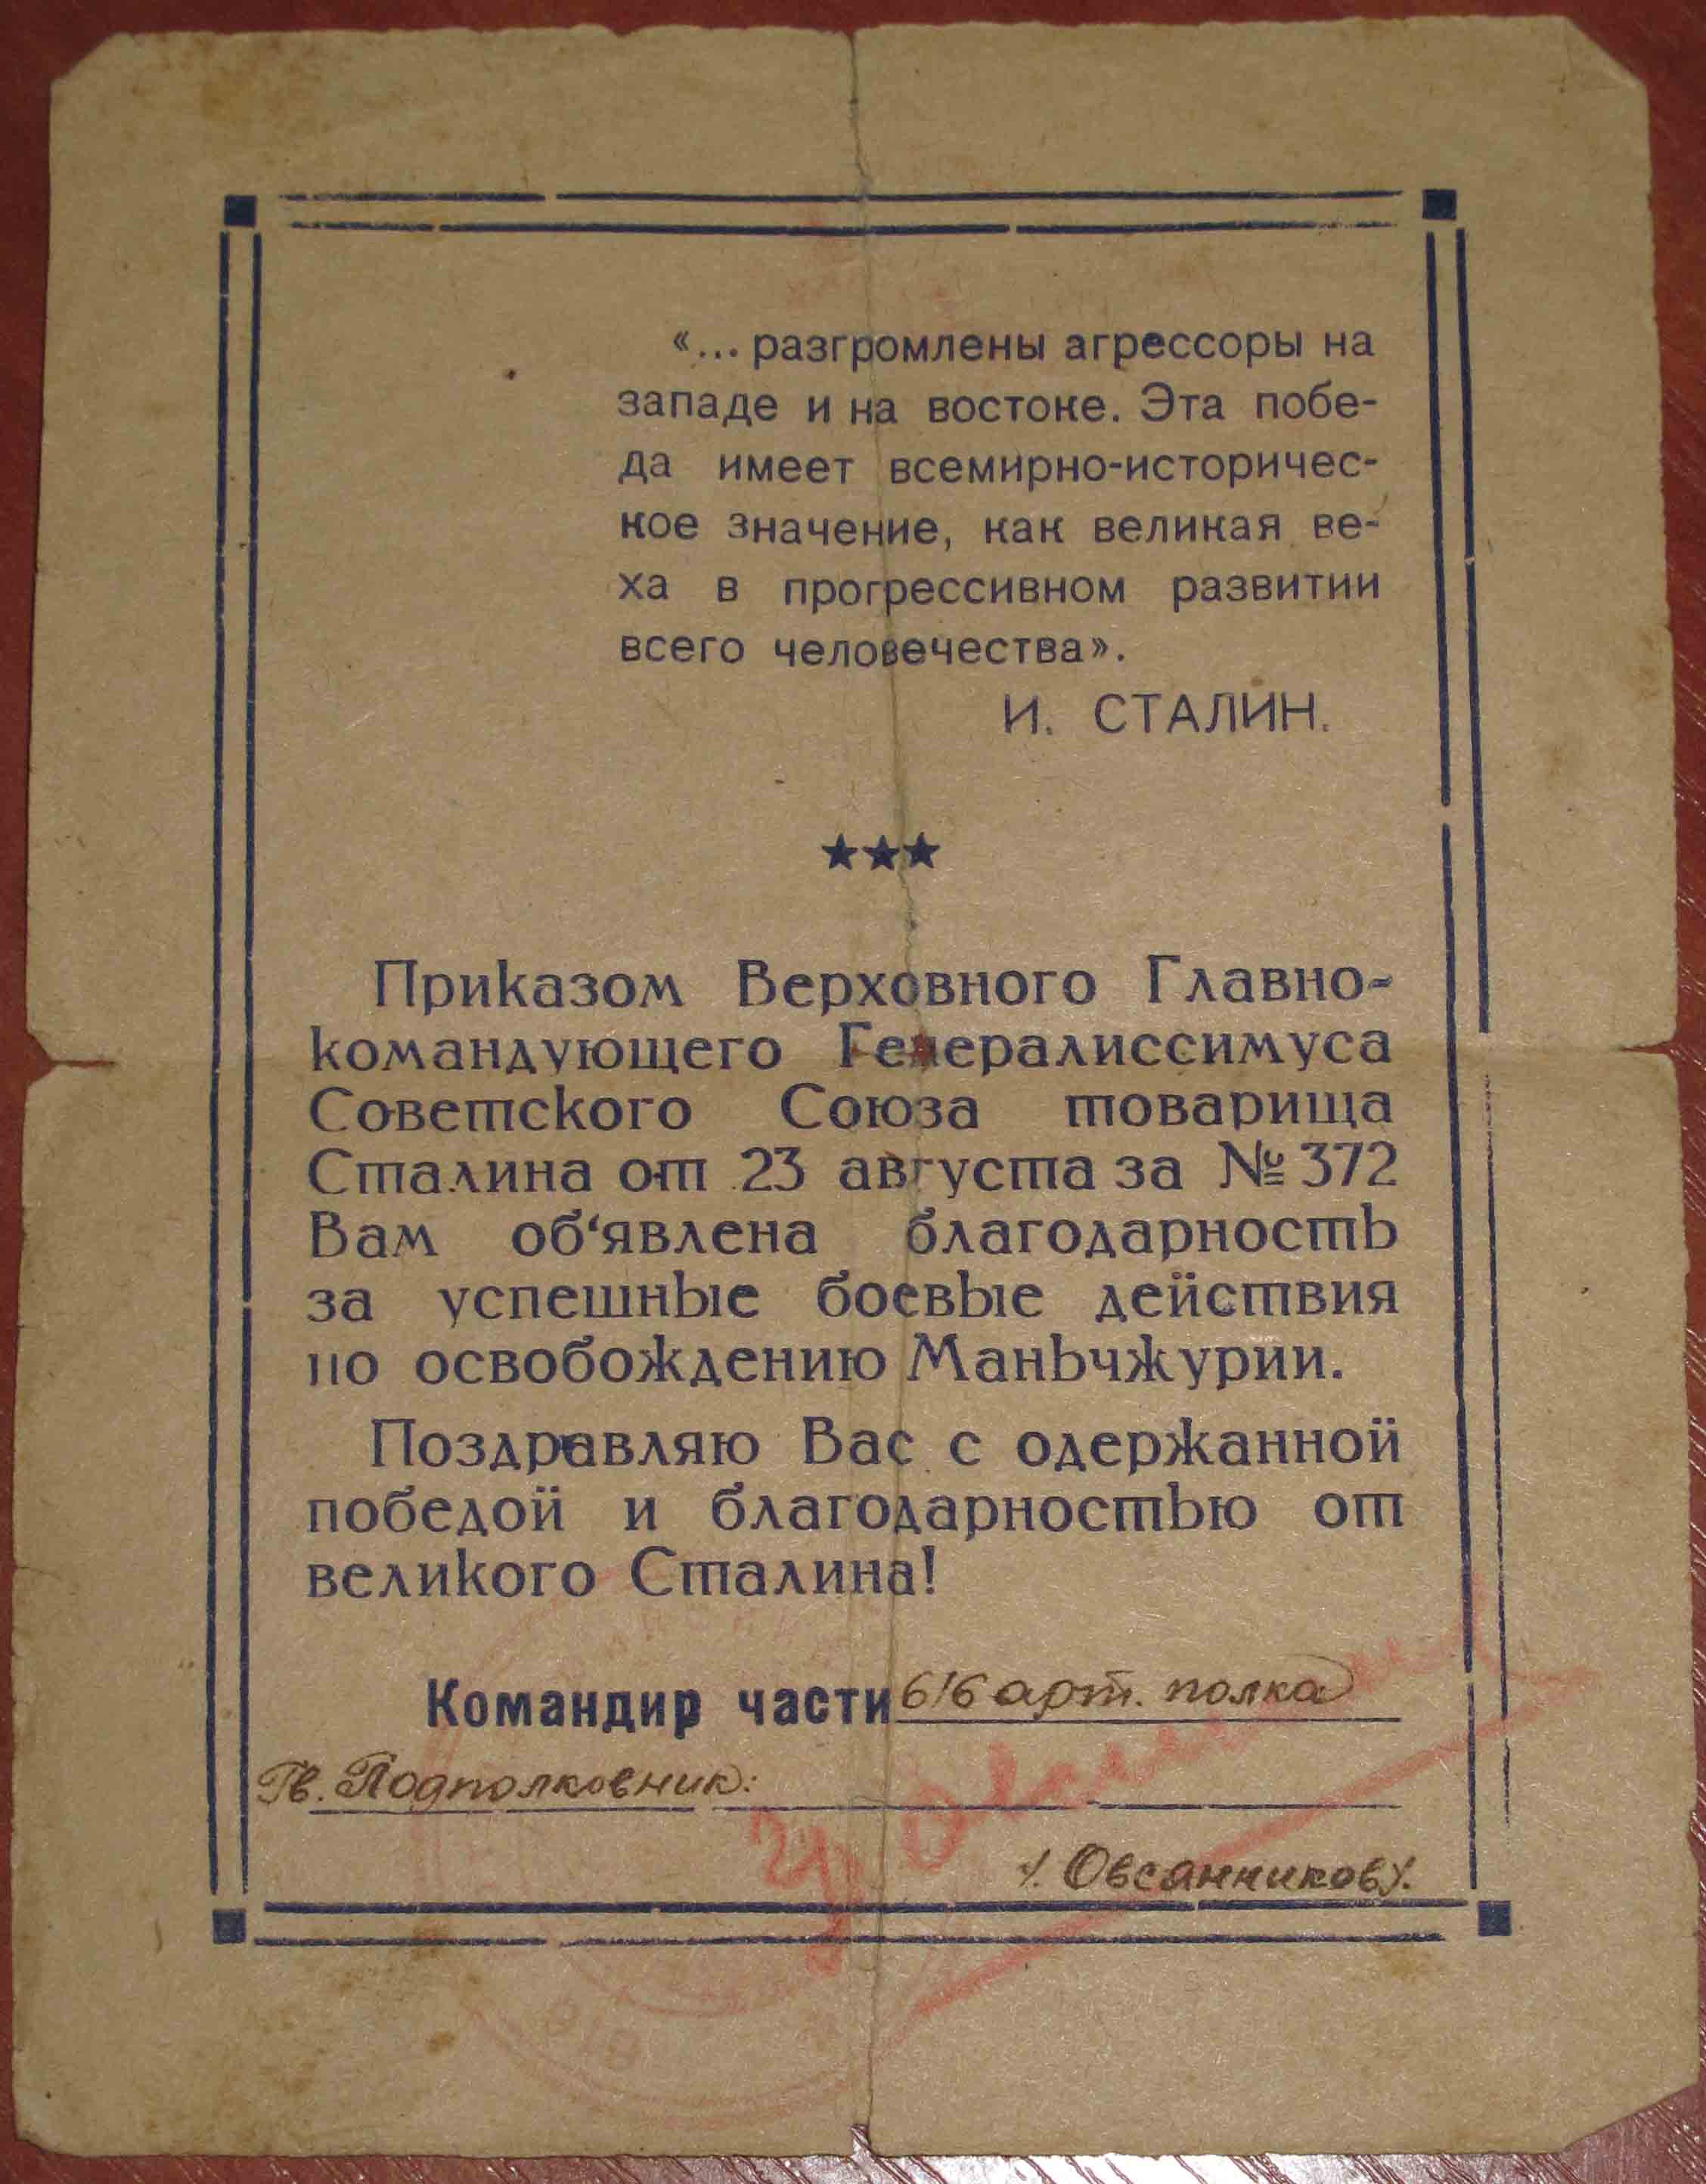 «... разгромлены агрессоры на
западе и на востоке. Эта побе-
да имеет всемирно-историчес-
кое значение, как великая ве-
ха в прогрессивном развитии
всего человечества».
И. СТАЛИН.
★★★
Приказом Верховного Главно-
командующего Генералиссимуса
Советского Союза товарища
Сталина от 23 августа за № 372
Вам об‘явлена благодарность
за успешные боевые действия
по освобождению Маньчжурии.
Поздравляю Вас с одержанной
победой и благодарностью от
великого Сталина!
Командир части 616 арт. полка
Гв. Подполковник:
/. Овсянников/.